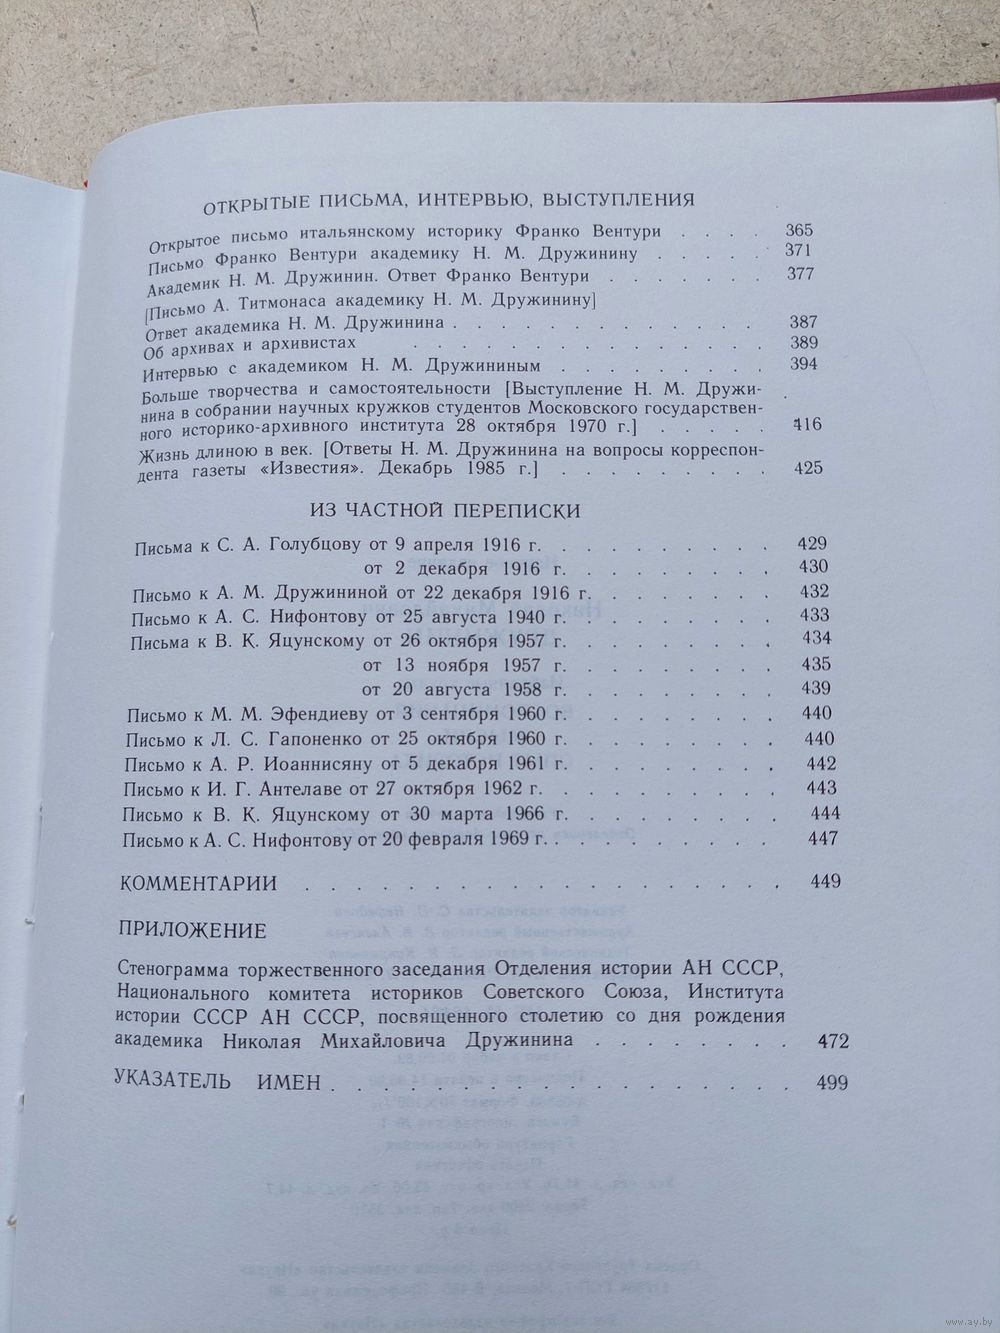 ОТКРЫТЫЕ ПИСЬМА, ИНТЕРВЬЮ, ВЫСТУПЛЕНИЯ
Открытое письмо итальянскому историку Франко Вентури . . . . 365
Письмо Франко Вентури академику Н. М. Дружинину . . . . . 371
Академик Н. М. Дружинин. Ответ Франко Вентури . . . . . . 377
[Письмо А. Титмонаса академику Н. М. Дружинину]
Ответ академика Н. М. Дружинина . . . . . . . . . . . . 387
Об архивах и архивистах . . . . . . . . . . . . . 389
Интервью с академиком Н. М. Дружининым . . . . . . . . 394
Больше творчества и самостоятельности [Выступление Н. М. Дружи-
нина в собрании научных кружков студентов Московского государствен-
ного историко-архивного института 28 октября 1970 г.] . . . . . 416
Жизнь длиною в век. [Ответы Н. М. Дружинина на вопросы корреспон-
дента газеты «Известия». Декабрь 1985 г.] . . . . . . . . 425
ИЗ ЧАСТНОЙ ПЕРЕПИСКИ
Письма к С. А. Голубцову от 9 апреля 1916 г. . . . . . . . . 429
от 2 декабря 1916 г. . . . . . . . . 430
Письмо к А. М. Дружининой от 22 декабря 1916 г. . . . . . . . 432
Письмо к А. С. Нифонтову от 25 августа 1940 г. . . . . . . . . 433
Письма к В. К. Яцунскому от 26 октября 1957 г. . . . . . . . . 434
от 13 ноября 1957 г. . . . . . . . . 435
от 20 августа 1958 г. . . . . . . . . 439
Письмо к М. М. Эфендиеву от 3 сентября 1960 г. . . . . . . . . 440
Письмо к Л. С. Гапоненко от 25 октября 1960 г. . . . . . . . . 440
Письмо к А. Р. Иоаннисяну от 5 декабря 1961 г. . . . . . . . . 442
Письмо к И. Г. Антелаве от 27 октября 1962 г. . . . . . . . . 443
Письмо к В. К. Яцунскому от 30 марта 1966 г. . . . . . . . . 444
Письмо к А. С. Нифонтову от 20 февраля 1969 г. . . . . . . . . 447
КОММЕНТАРИИ . . . . . . . . . . . . . . . . 449
ПРИЛОЖЕНИЕ
Стенограмма торжественного заседания Отделения истории АН СССР,
Национального комитета историков Советского Союза, Института
истории СССР АН СССР, посвященного столетию со дня рождения
академика Николая Михайловича Дружинина . . . . . . . . 472
УКАЗАТЕЛЬ ИМЕН . . . . . . . . . . . . . . . . 499
www.ay.by